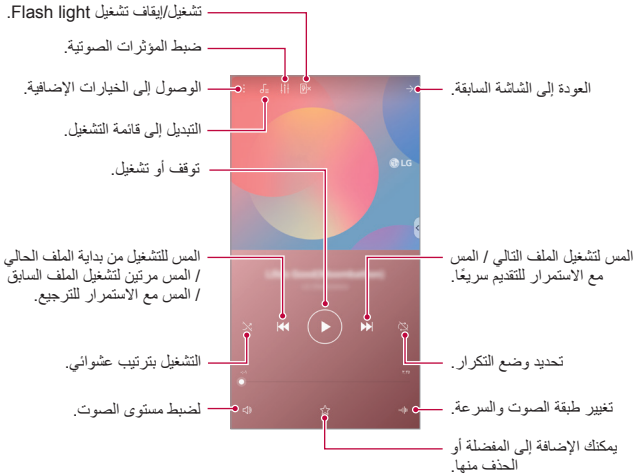 تشغيل/إيقاف تشغيل Flash light.
ضبط المؤثرات الصوتية.
الوصول إلى الخيارات الإضافية.
العودة إلى الشاشة السابقة.
التبديل إلى قائمة التشغيل.
توقف أو تشغيل.
LG
المس لتشغيل الملف التالي / المس
مع الاستمرار للتقديم سريعًا.
المس للتشغيل من بداية الملف الحالي
/ المس مرتين لتشغيل الملف السابق
/ المس مع الاستمرار للترجيع.
تحديد وضع التكرار.
التشغيل بترتيب عشوائي.
تغيير طبقة الصوت والسرعة.
لضبط مستوى الصوت.
يمكنك الإضافة إلى المفضلة أو
الحذف منها.